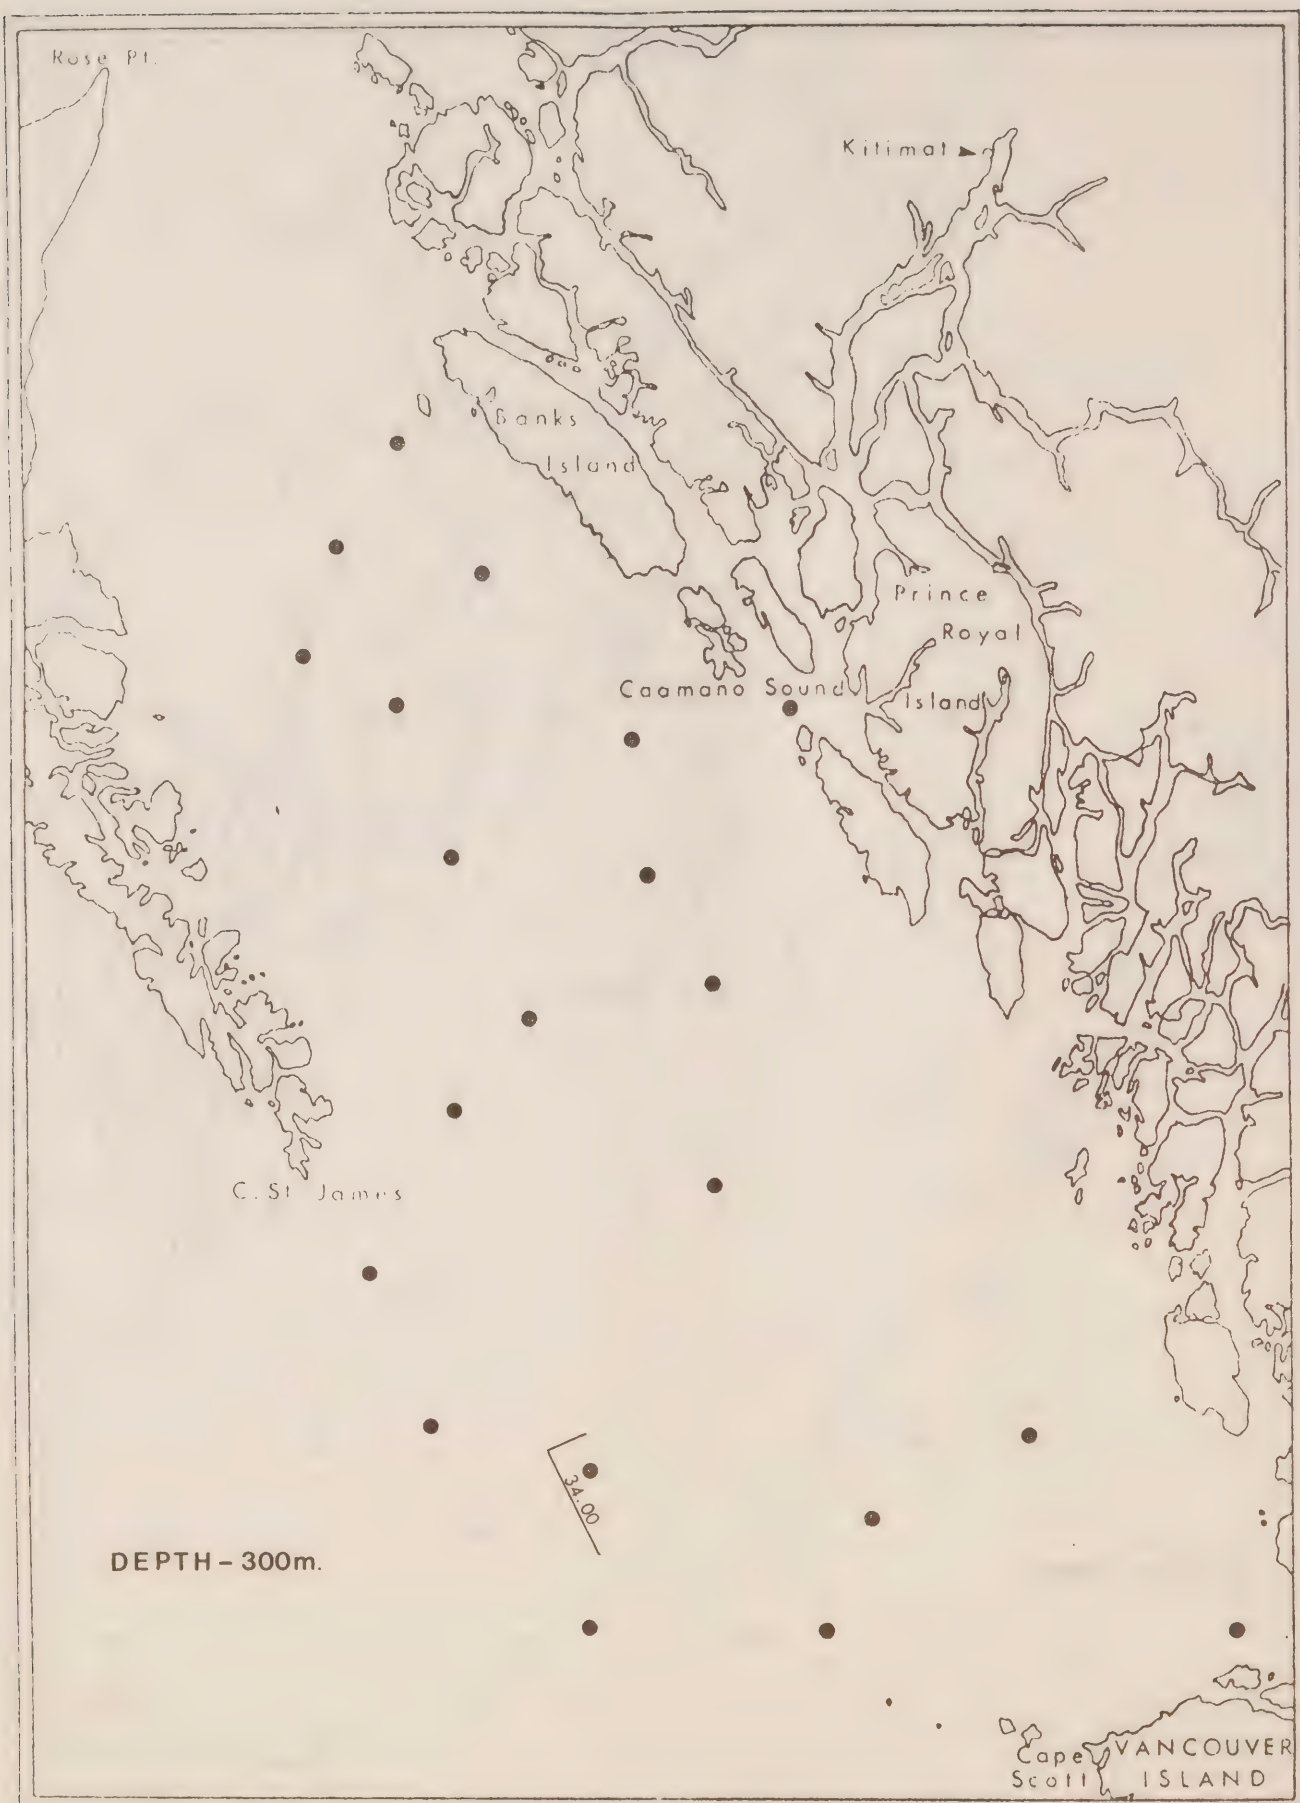 Rose Pt.
Kitimat
Banks
Island
Prince
Royal
Island
Caamano Sound
C. St James
34.00
DEPTH – 300m.
Cape
Scott
VANCOUVER
ISLAND